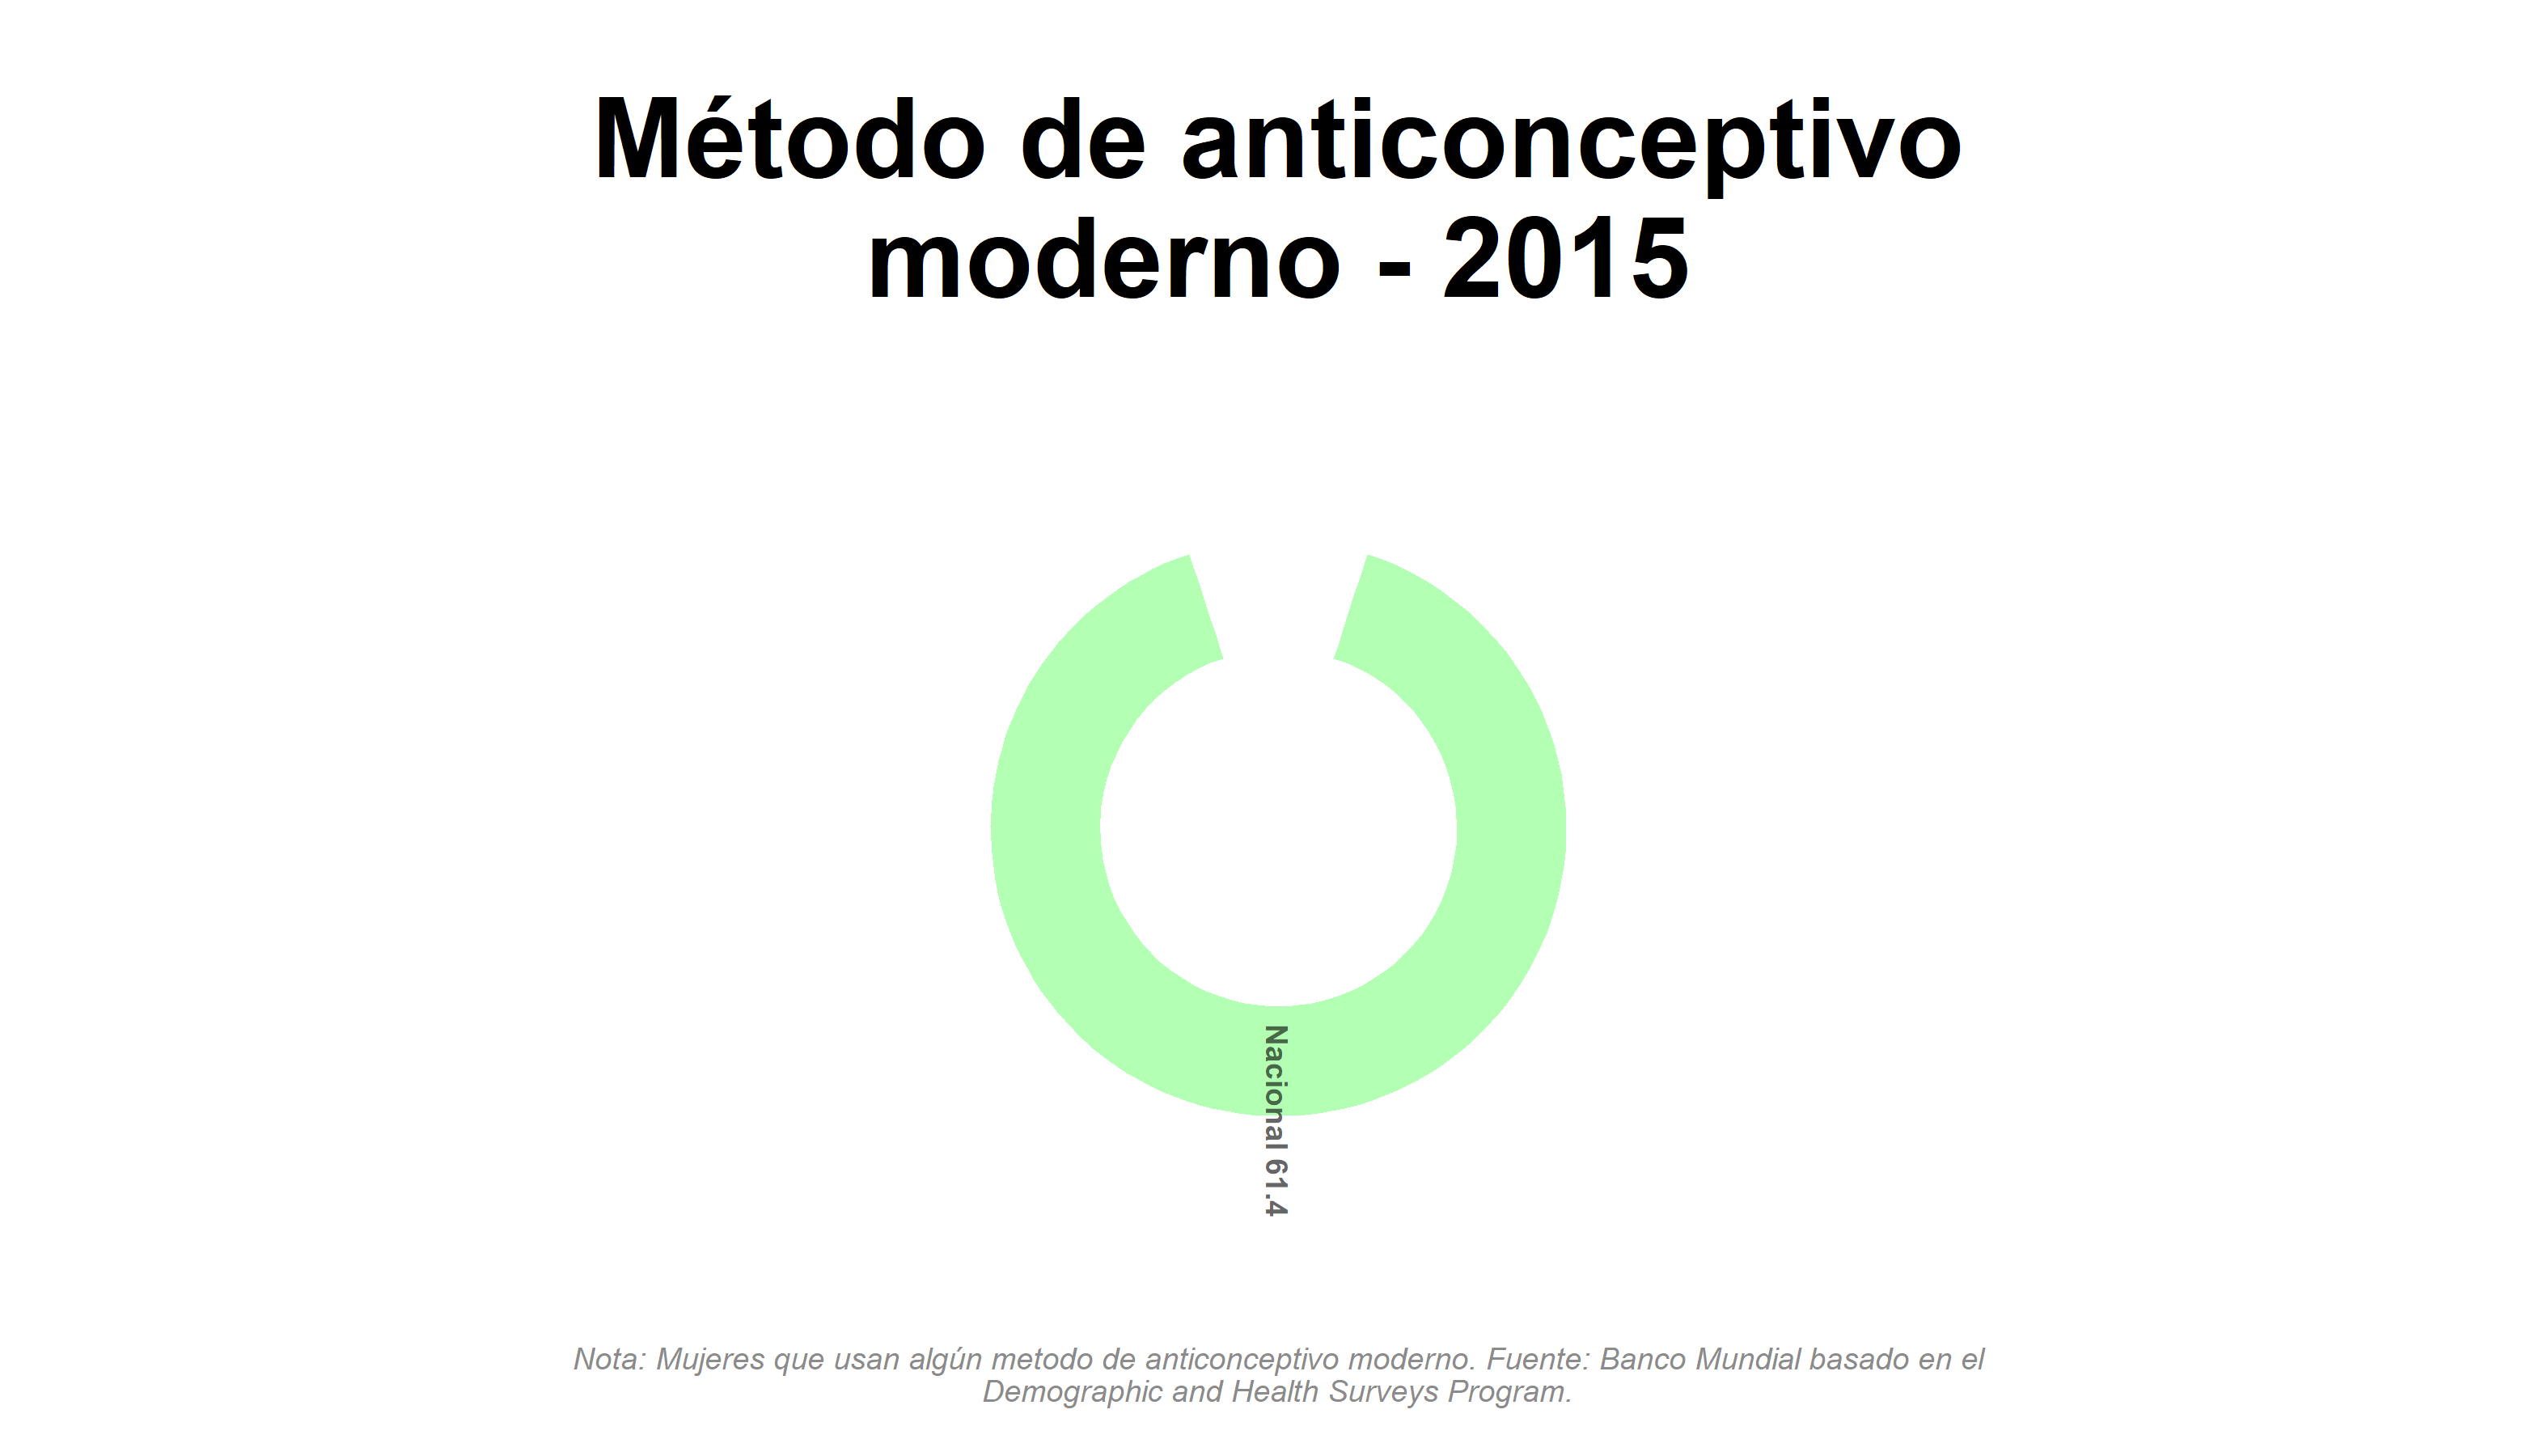 Método de anticonceptivo
moderno - 2015
Nacional 61.4
Nota: Mujeres que usan algún metodo de anticonceptivo moderno. Fuente: Banco Mundial basado en el
Demographic and Health Surveys Program.